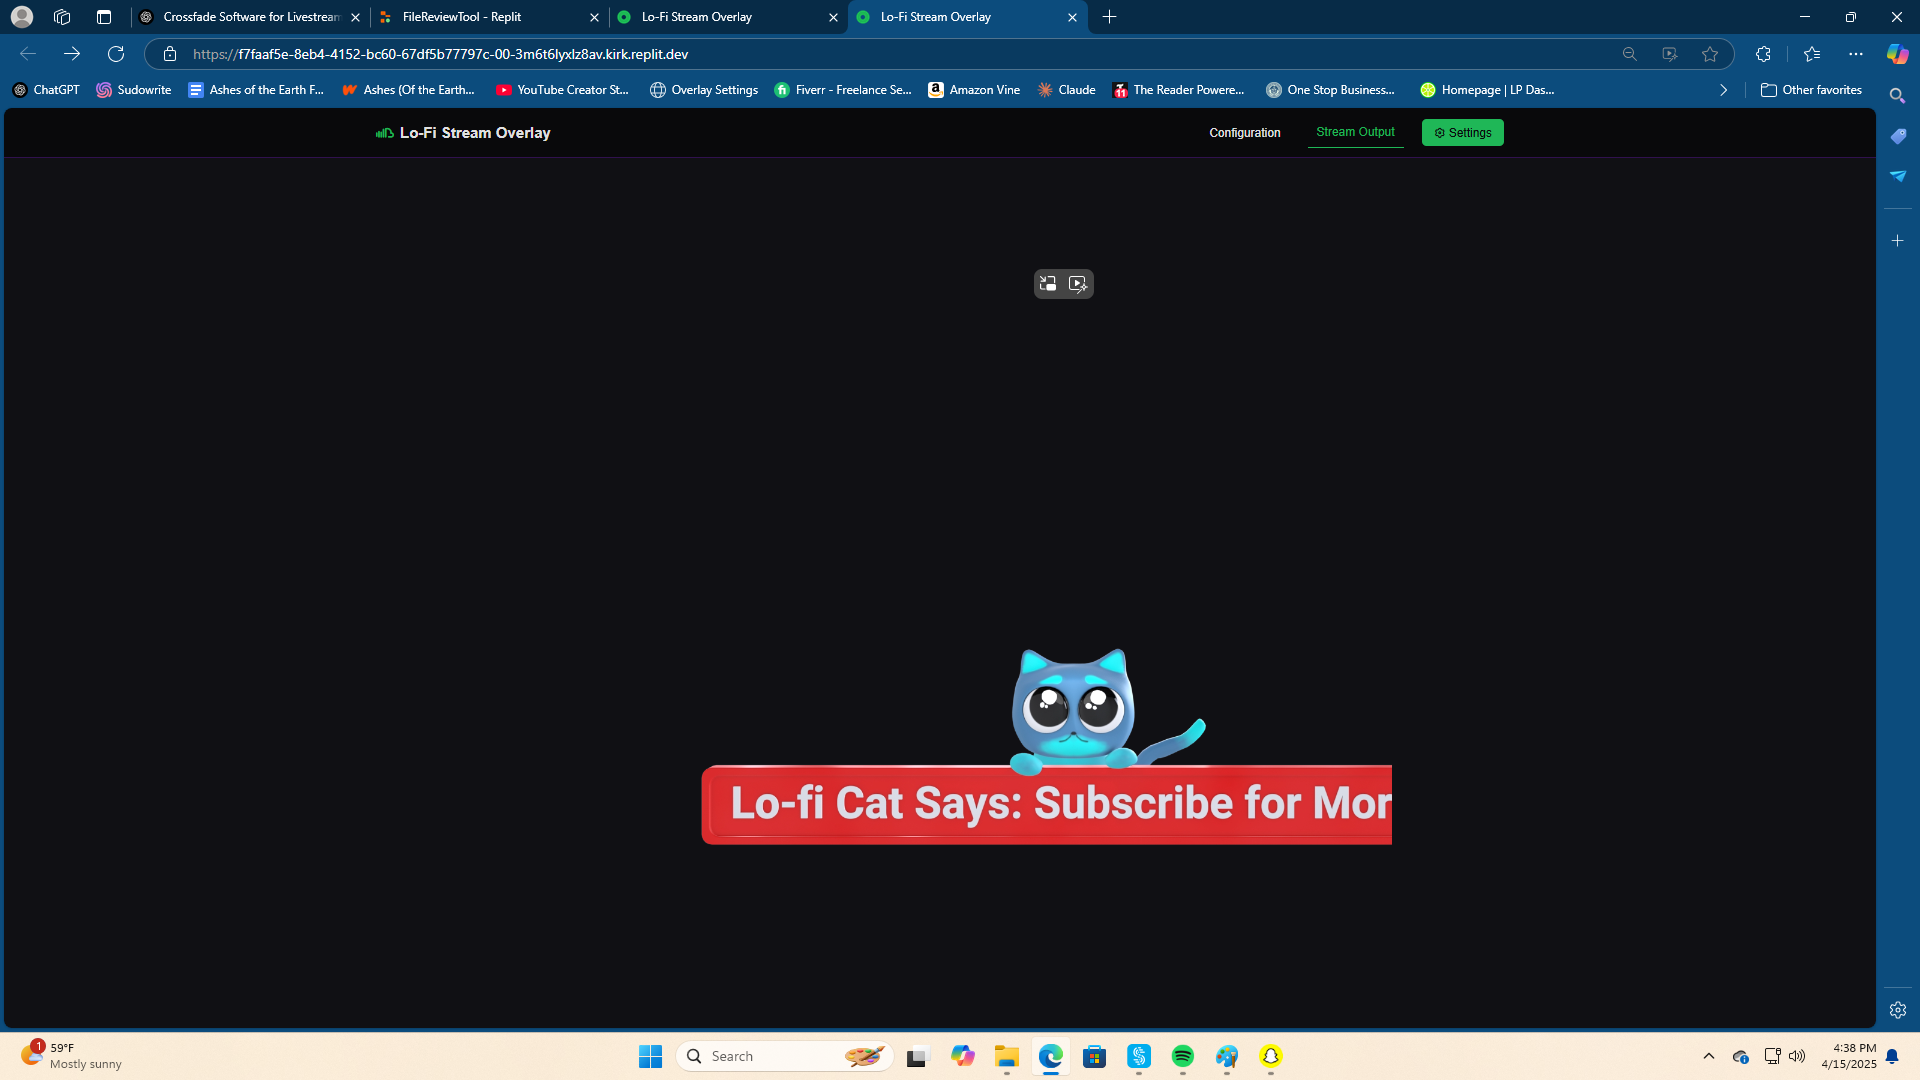 Crossfade Software for Livestream
FileReviewTool - Replit
Lo-Fi Stream Overlay
Lo-Fi Stream Overlay
https://f7faaf5e-8eb4-4152-bc60-67df5b77797c-00-3m6t6lyxlz8av.kirk.replit.dev
ChatGPT
Sudowrite
Ashes of the Earth F...
Ashes (Of the Earth...
YouTube Creator St...
Overlay Settings
Fiverr - Freelance Se...
Amazon Vine
Claude
The Reader Powere...
One Stop Business...
Homepage | LP Das...
Other favorites
Lo-Fi Stream Overlay
Configuration
Stream Output
Settings
Lo-fi Cat Says: Subscribe for Mor
1
59°F
Mostly sunny
Search
4:38 PM
4/15/2025